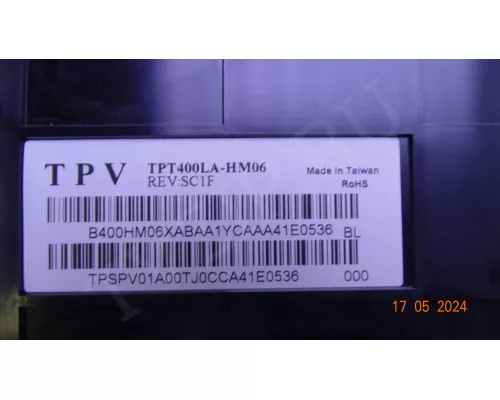 TPV TPT400LA-HM06 Made in Taiwan
REV:SC1F RoHS
B400HM06XABAA1YCAAA41E0536 BL
TPSPV01A00TJ0CCA41E0536 000
17 05 2024